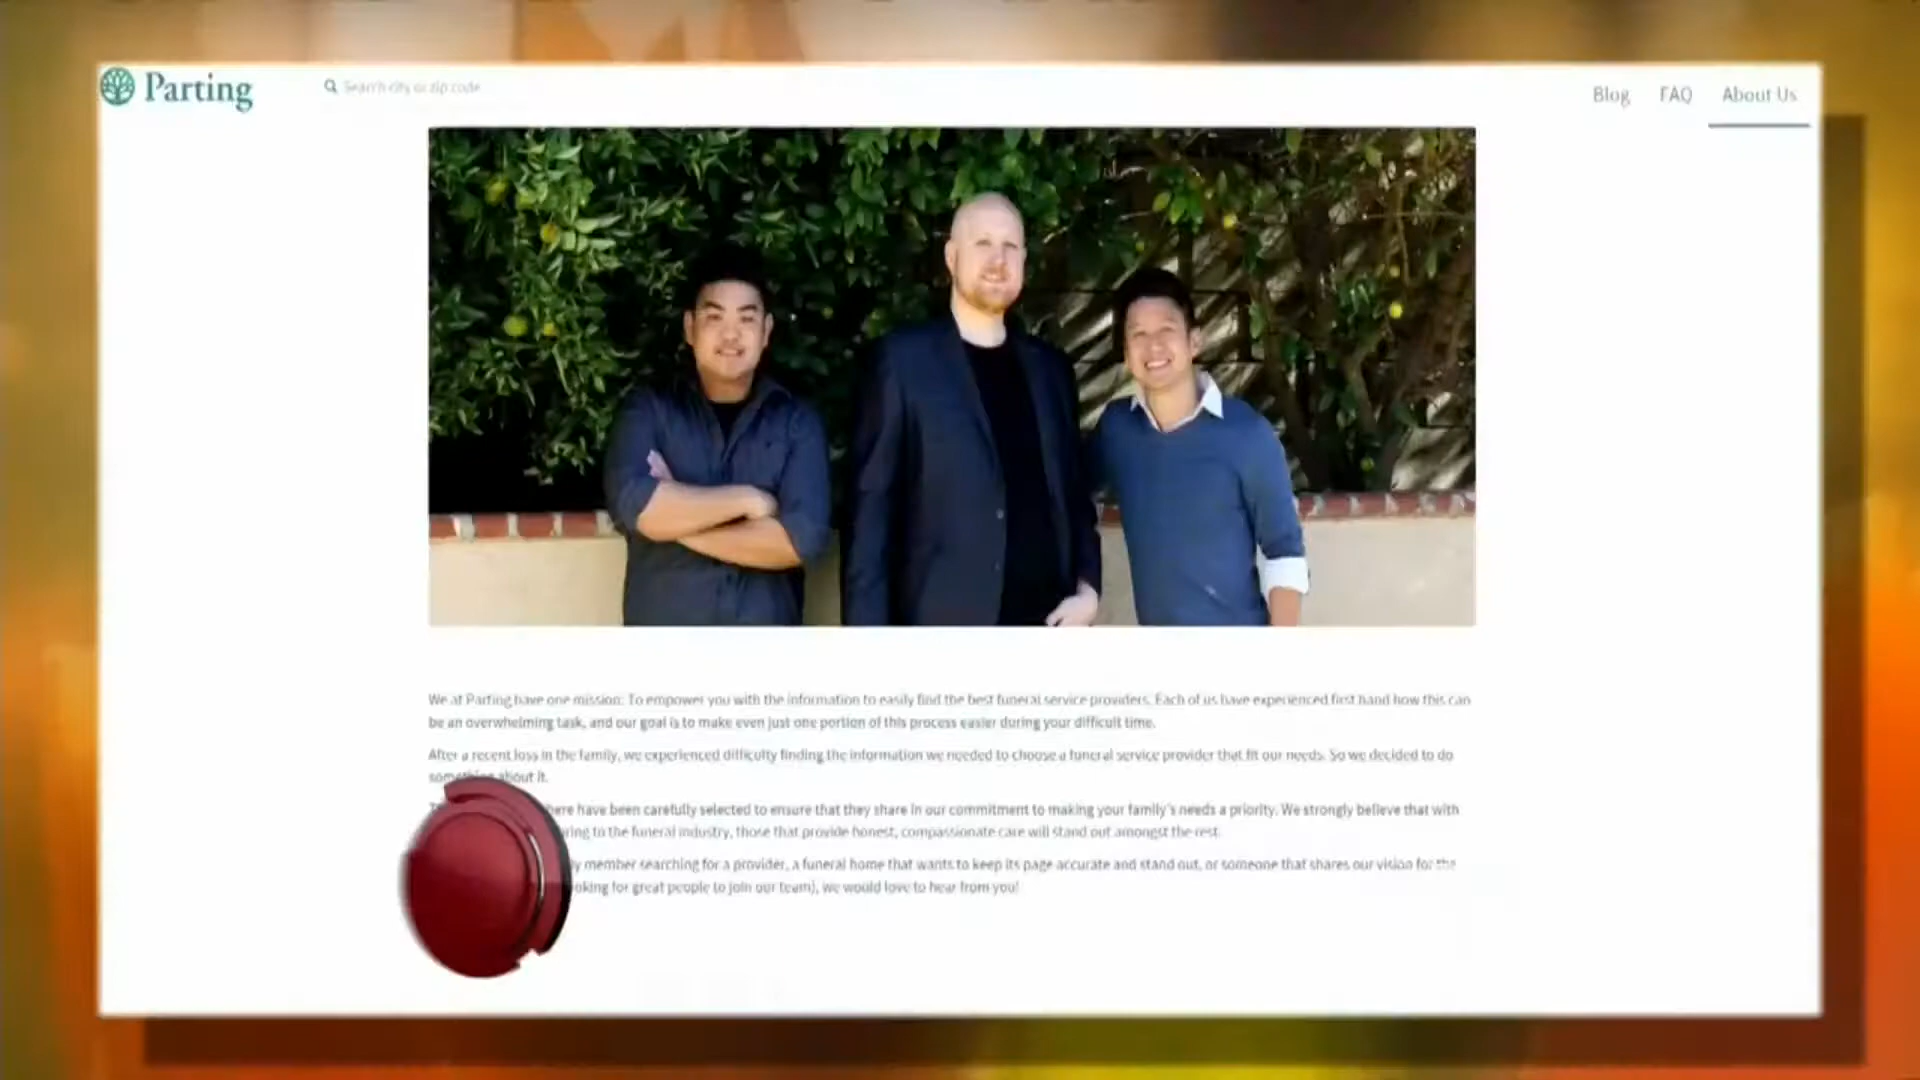 Parting
Search city or zip code
Blog
FAQ
About Us
We at Parting have one mission: To empower you with the information to easily find the best funeral service providers. Each of us have experienced first hand how this can
be an overwhelming task, and our goal is to make even just one portion of this process easier during your difficult time.
After a recent loss in the family, we experienced difficulty finding the information we needed to choose a funeral service provider that fit our needs. So we decided to do
something about it.
here have been carefully selected to ensure that they share in our commitment to making your family's needs a priority. We strongly believe that with
ring to the funeral industry, those that provide honest, compassionate care will stand out amongst the rest.
y member searching for a provider, a funeral home that wants to keep its page accurate and stand out, or someone that shares our vision for the
oking for great people to join our team), we would love to hear from you!